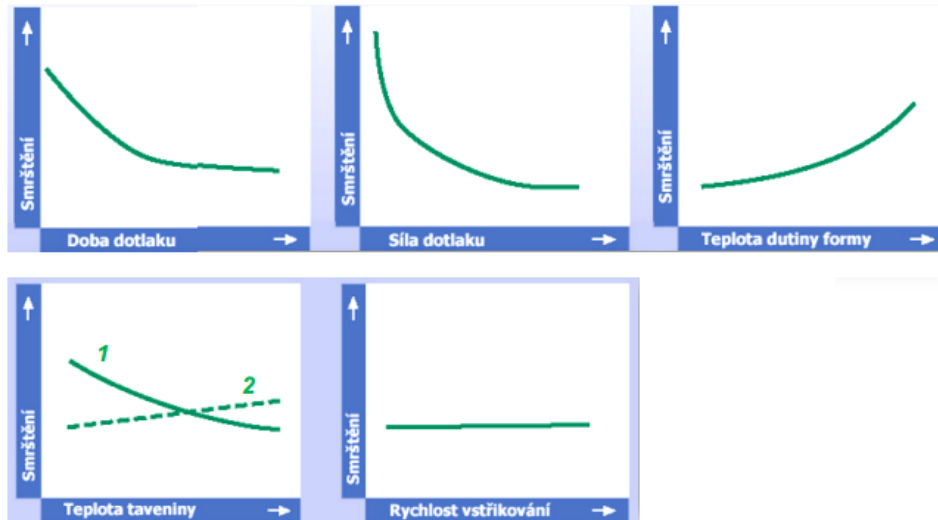 Smrštění
Doba dotlaku
Smrštění
Síla dotlaku
Smrštění
Teplota dutiny formy
Smrštění
1
2
Teplota taveniny
Smrštění
Rychlost vstřikování